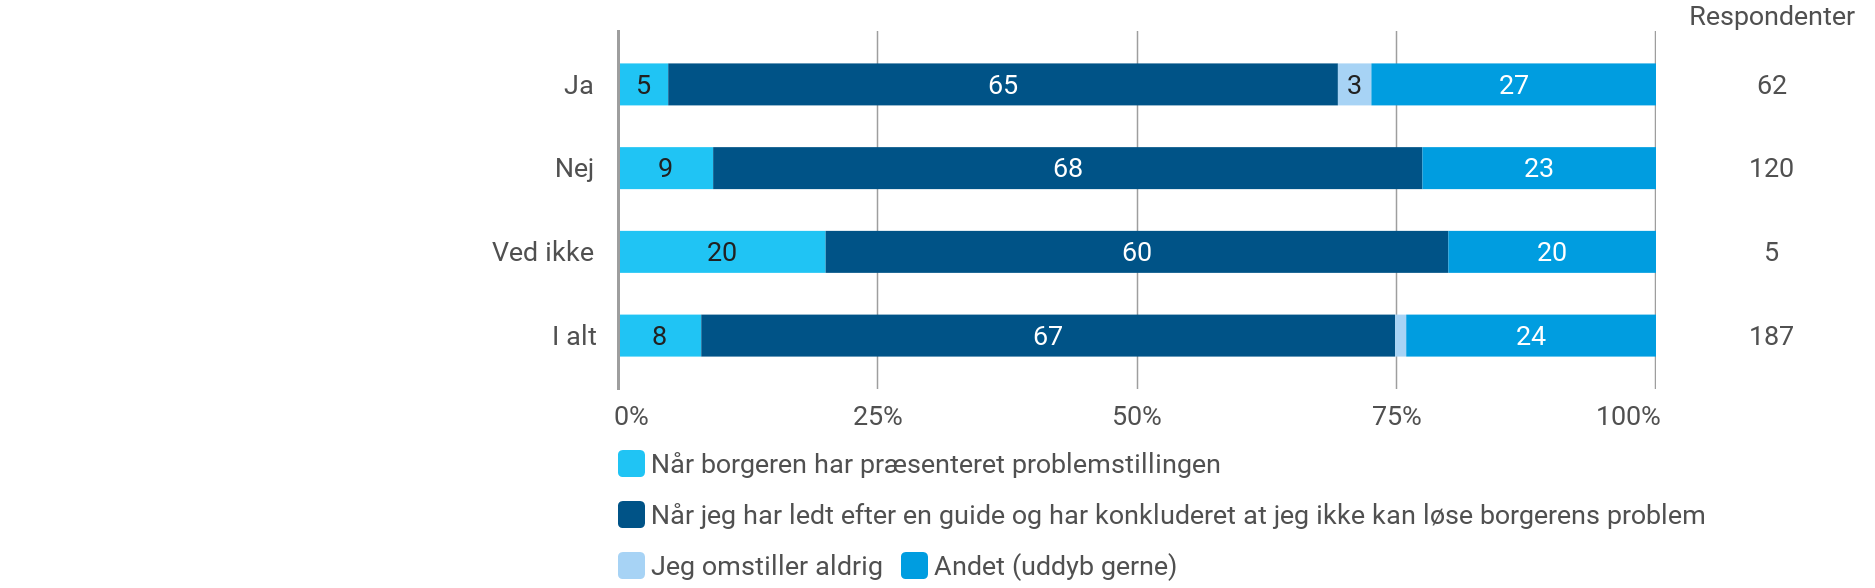 Respondenter
Ja 5 65 3 27 62
Nej 9 68 23 120
Ved ikke 20 60 20 5
I alt 8 67 24 187
0% 25% 50% 75% 100%
Når borgeren har præsenteret problemstillingen
Når jeg har ledt efter en guide og har konkluderet at jeg ikke kan løse borgerens problem
Jeg omstiller aldrig Andet (uddyb gerne)